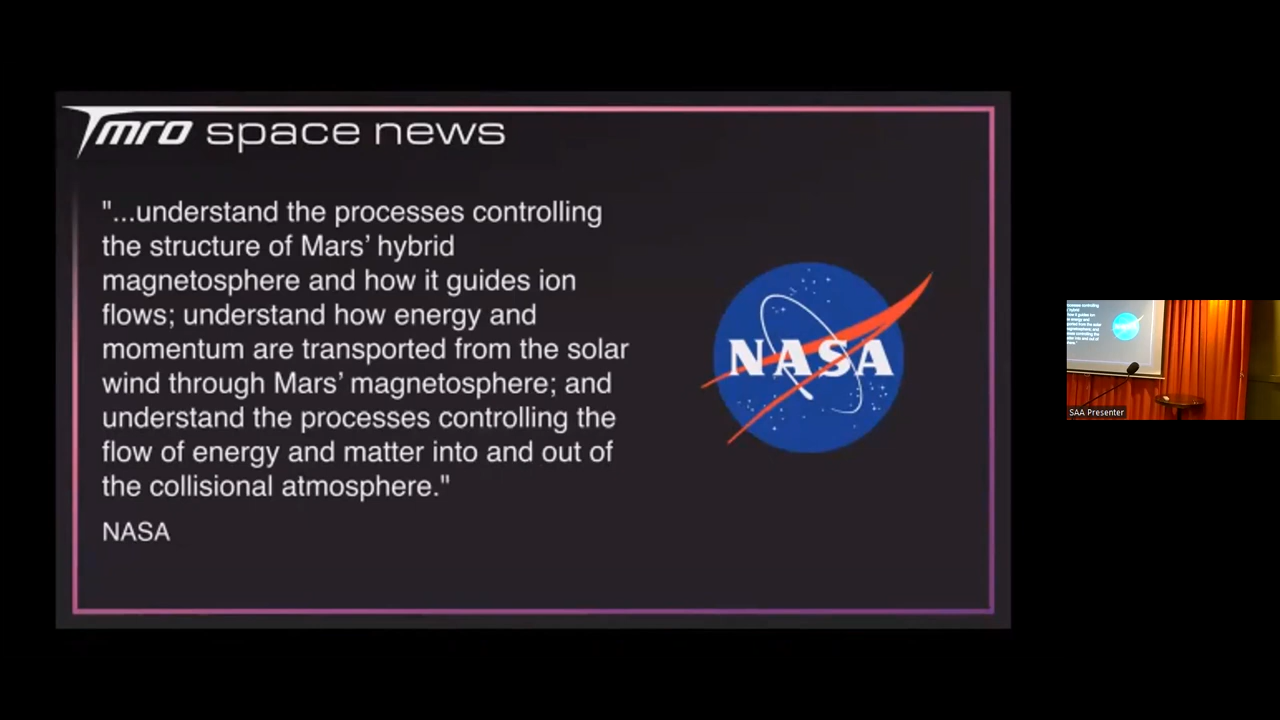 Tmro space news
"...understand the processes controlling
the structure of Mars' hybrid
magnetosphere and how it guides ion
flows; understand how energy and
momentum are transported from the solar
wind through Mars' magnetosphere; and
understand the processes controlling the
flow of energy and matter into and out of
the collisional atmosphere."
NASA
NASA
SAA Presenter